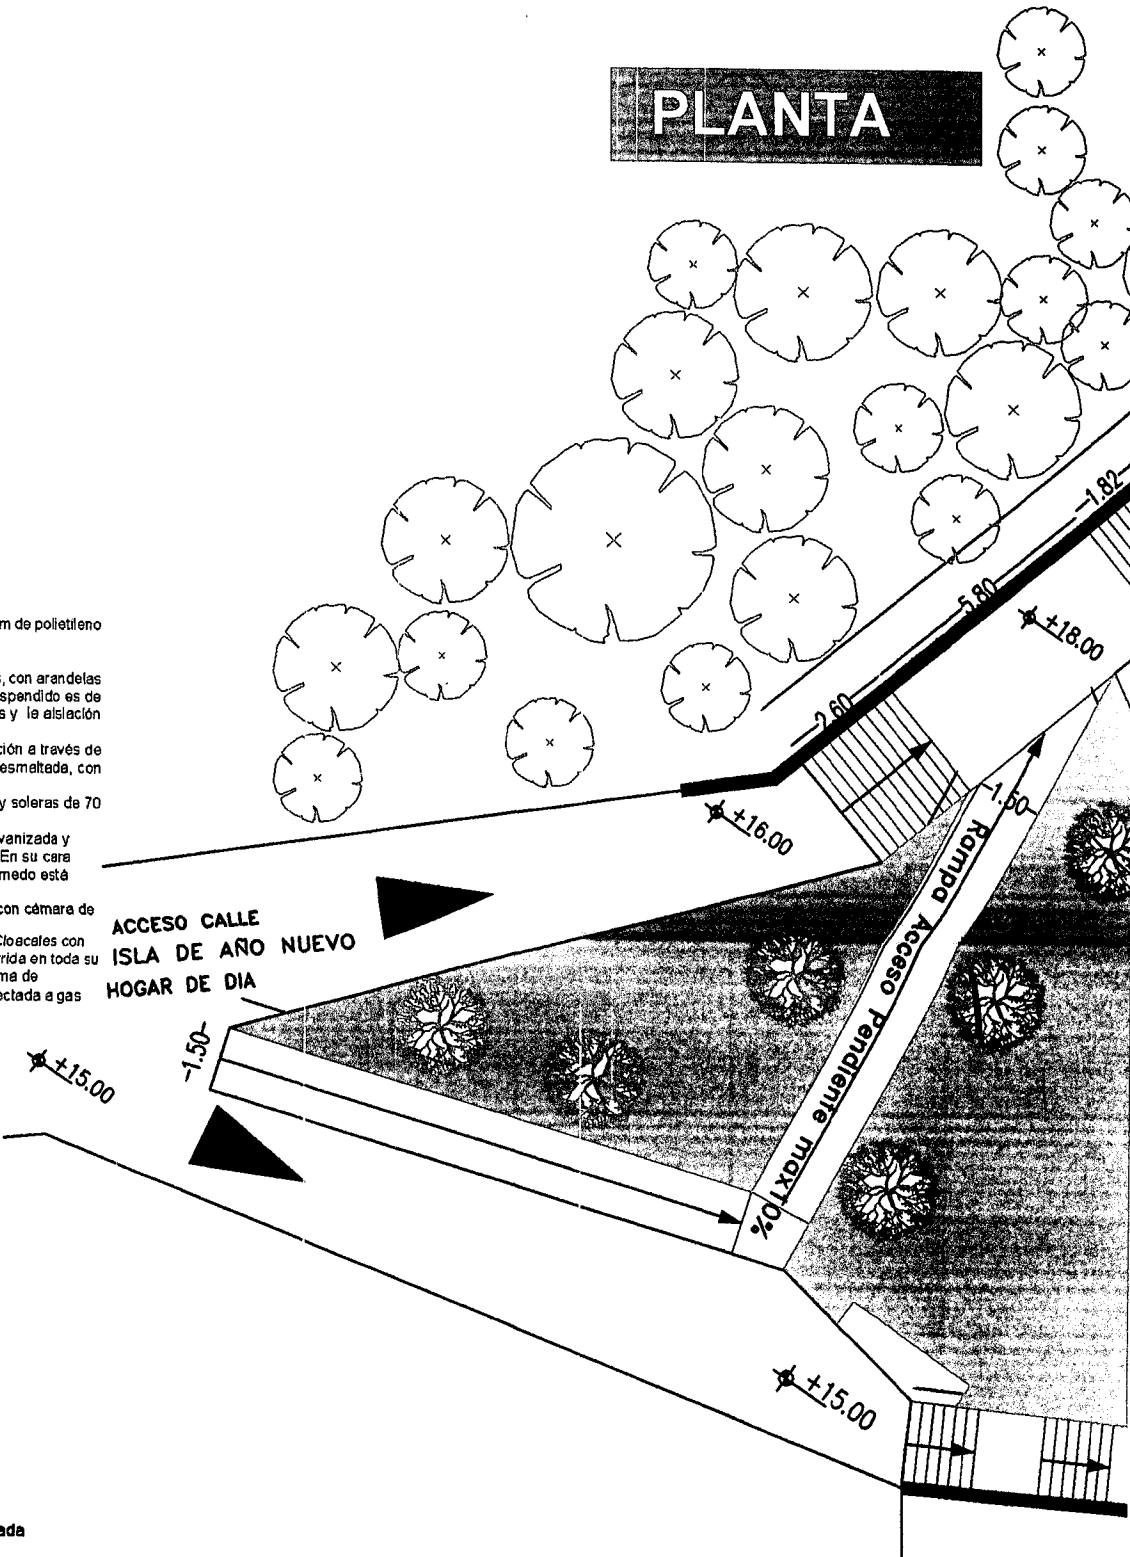 PLANTA
m de polietileno
, con arandelas
spendido es de
s y la aislación
ción a través de
esmaltada, con
y soleras de 70
vanizada y
En su cara
medo está
con cámara de
Cloacales con
rrida en toda su
ma de
ectada a gas
ACCESO CALLE
ISLA DE AÑO NUEVO
HOGAR DE DIA
-1.82-
5.80
+18.00
2.60
-1.50-
+16.00
Rampa Acceso Pendiente max10%
-1.50-
+15.00
+15.00
ada